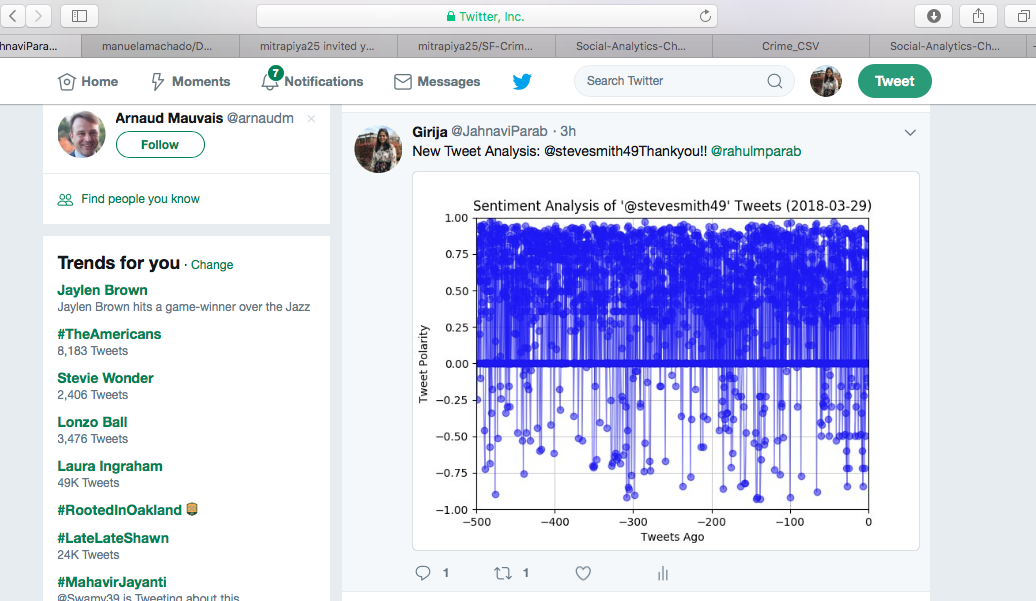 Twitter, Inc.
hnaviPara...
manuelamachado/D...
mitrapiya25 invited y...
mitrapiya25/SF-Crim...
Social-Analytics-Ch...
Crime_CSV
Social-Analytics-Ch...
Home
Moments
7
Notifications
Messages
Search Twitter
Tweet
Arnaud Mauvais @arnaudm
Follow
Find people you know
Trends for you · Change
Jaylen Brown
Jaylen Brown hits a game-winner over the Jazz
#TheAmericans
8,183 Tweets
Stevie Wonder
2,406 Tweets
Lonzo Ball
3,476 Tweets
Laura Ingraham
49K Tweets
#RootedInOakland
#LateLateShawn
24K Tweets
#MahavirJayanti
@Swamy39 is Tweeting about this
Girija @JahnaviParab · 3h
New Tweet Analysis: @stevesmith49Thankyou!! @rahulmparab
Sentiment Analysis of '@stevesmith49' Tweets (2018-03-29)
1.00
0.75
0.50
0.25
0.00
−0.25
−0.50
−0.75
−1.00
Tweet Polarity
−500 −400 −300 −200 −100 0
Tweets Ago
1
1